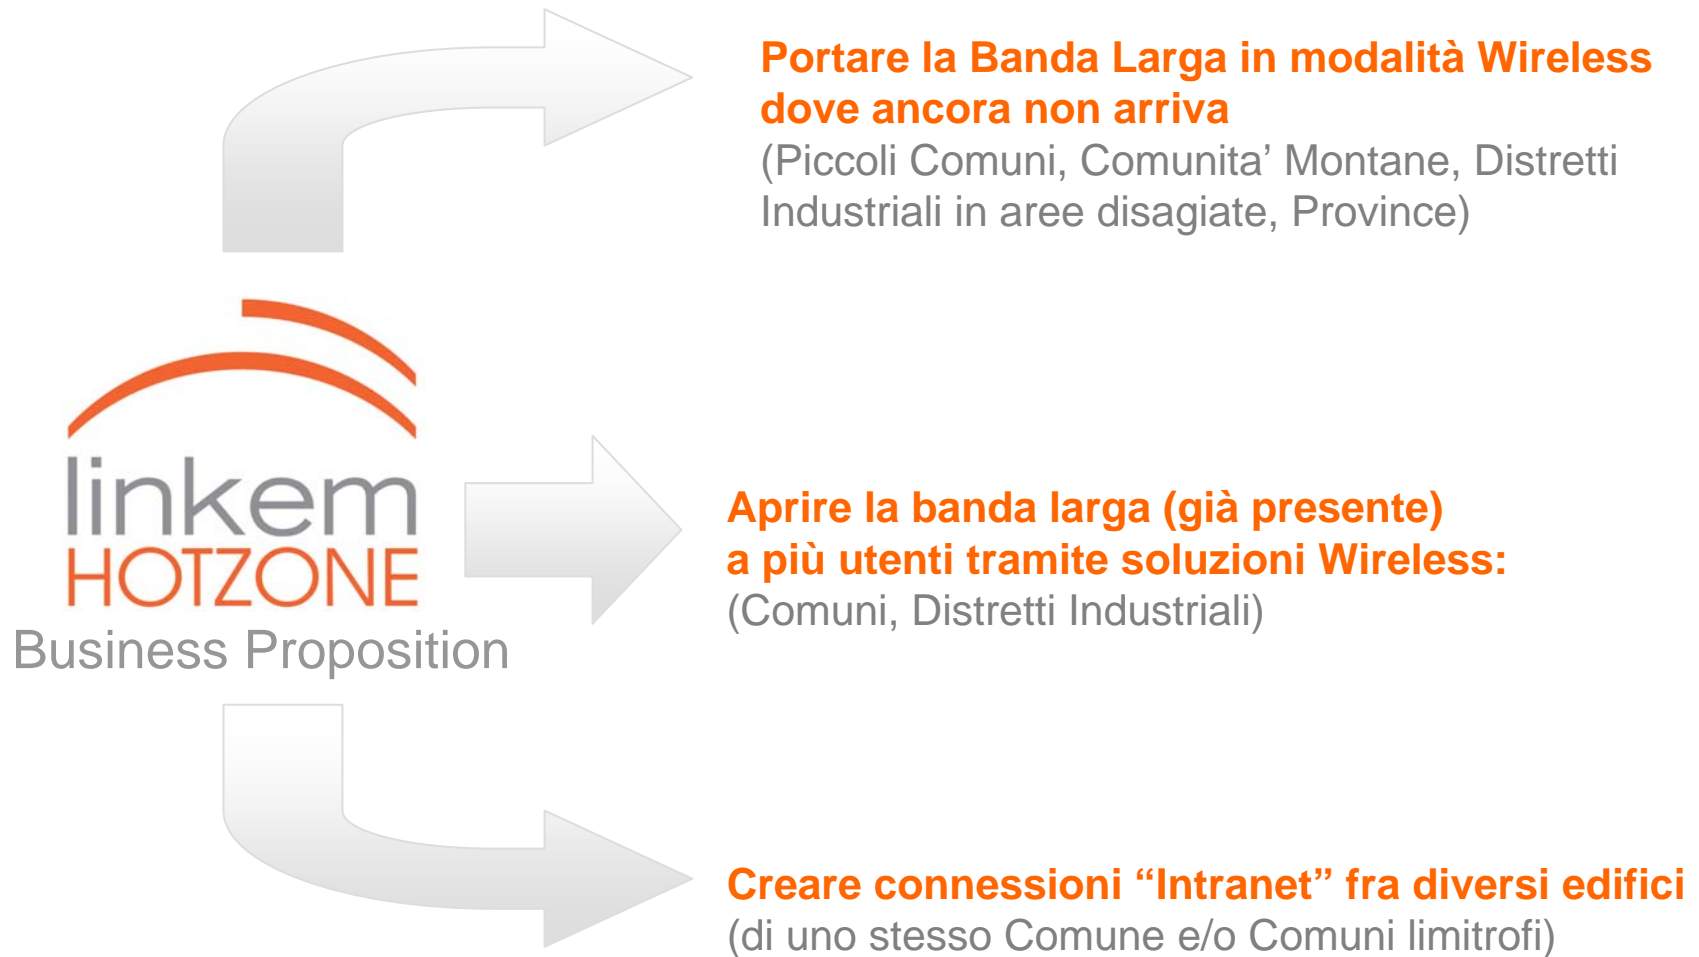 Portare la Banda Larga in modalità Wireless
dove ancora non arriva
(Piccoli Comuni, Comunita’ Montane, Distretti
Industriali in aree disagiate, Province)
linkem
HOTZONE
Business Proposition
Aprire la banda larga (già presente)
a più utenti tramite soluzioni Wireless:
(Comuni, Distretti Industriali)
Creare connessioni “Intranet” fra diversi edifici
(di uno stesso Comune e/o Comuni limitrofi)